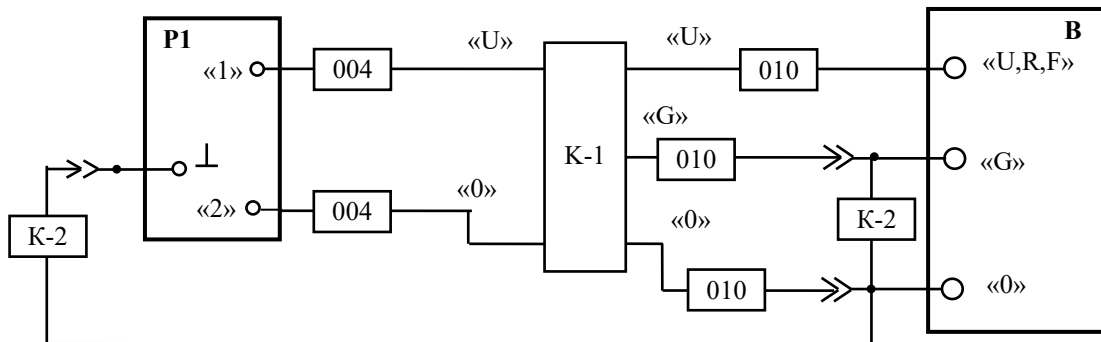 P1
«1»
004
«U»
«U»
010
B
«U,R,F»
«G»
K-1
010
«G»
⊥
«2»
004
«0»
«0»
К-2
К-2
010
«0»